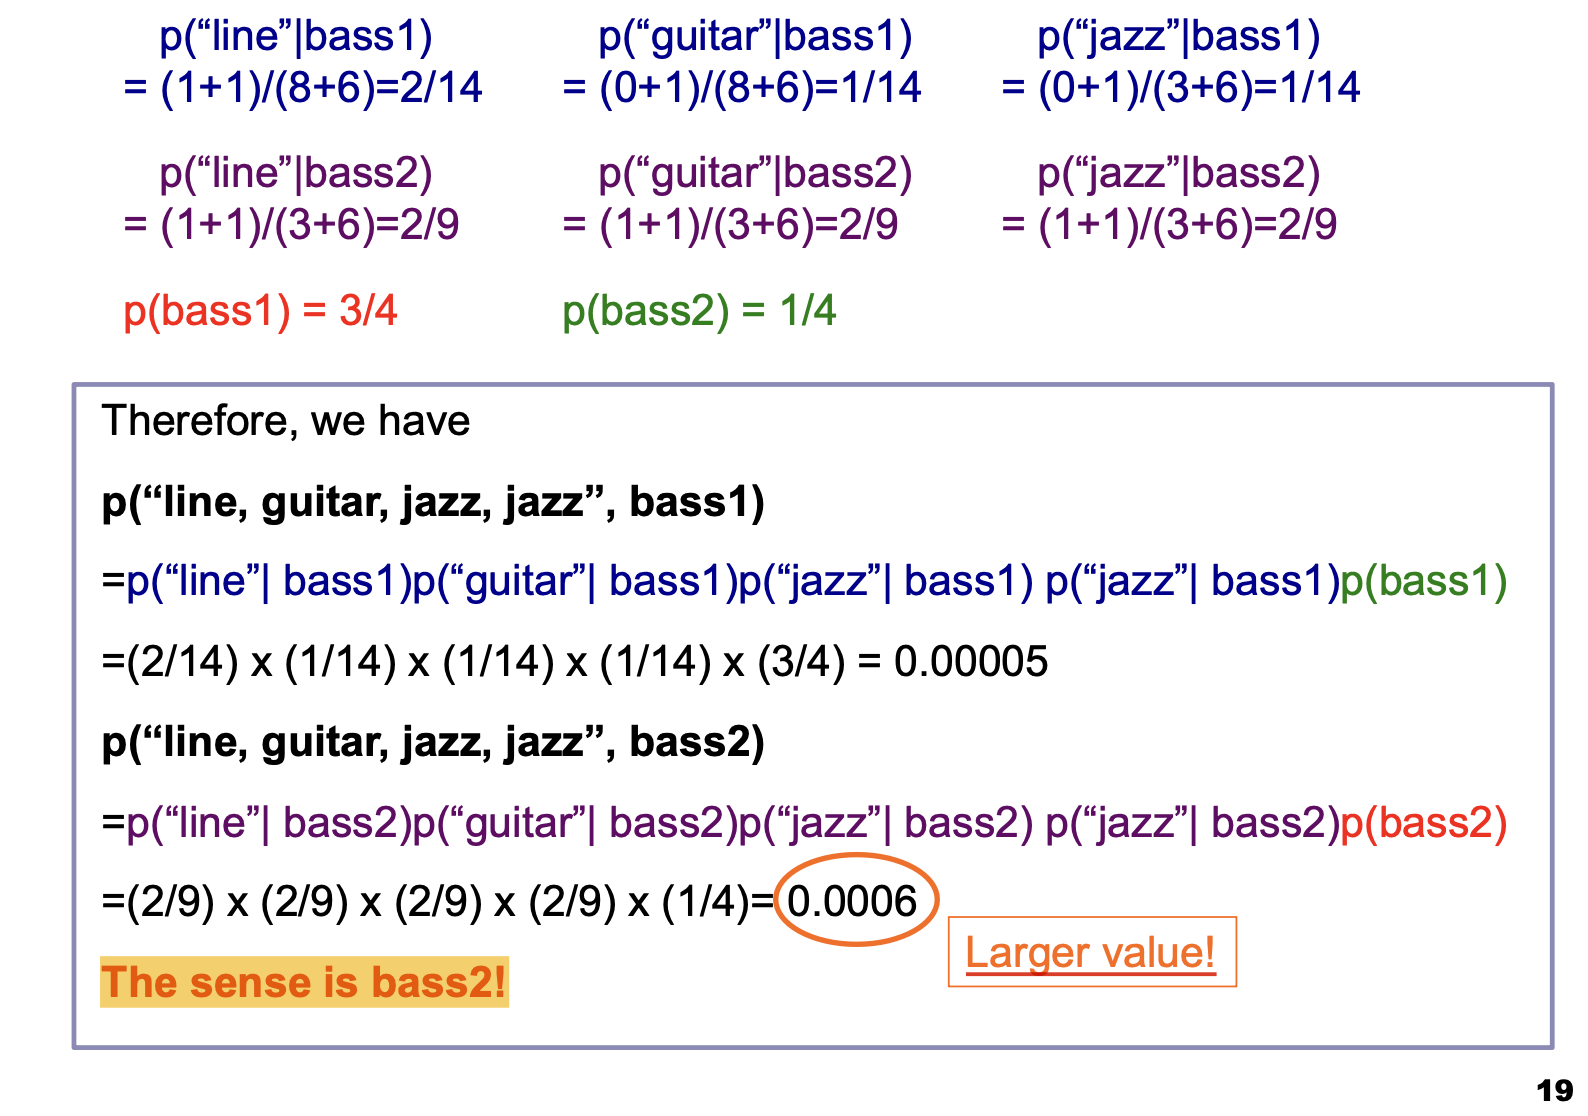 p(“line”|bass1) p(“guitar”|bass1) p(“jazz”|bass1)
= (1+1)/(8+6)=2/14 = (0+1)/(8+6)=1/14 = (0+1)/(3+6)=1/14
p(“line”|bass2) p(“guitar”|bass2) p(“jazz”|bass2)
= (1+1)/(3+6)=2/9 = (1+1)/(3+6)=2/9 = (1+1)/(3+6)=2/9
p(bass1) = 3/4 p(bass2) = 1/4
Therefore, we have
p(“line, guitar, jazz, jazz”, bass1)
=p(“line”| bass1)p(“guitar”| bass1)p(“jazz”| bass1) p(“jazz”| bass1)p(bass1)
=(2/14) x (1/14) x (1/14) x (1/14) x (3/4) = 0.00005
p(“line, guitar, jazz, jazz”, bass2)
=p(“line”| bass2)p(“guitar”| bass2)p(“jazz”| bass2) p(“jazz”| bass2)p(bass2)
=(2/9) x (2/9) x (2/9) x (2/9) x (1/4)= 0.0006
Larger value!
The sense is bass2!
19